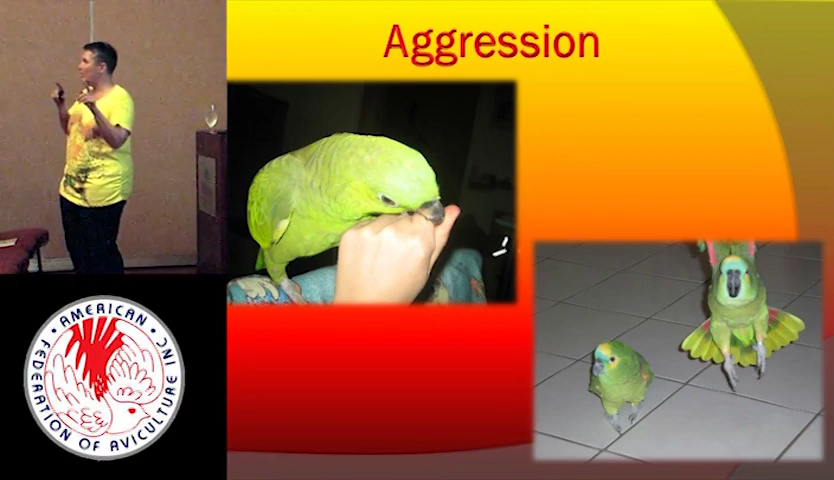 Aggression
• AMERICAN •
FEDERATION OF AVICULTURE INC